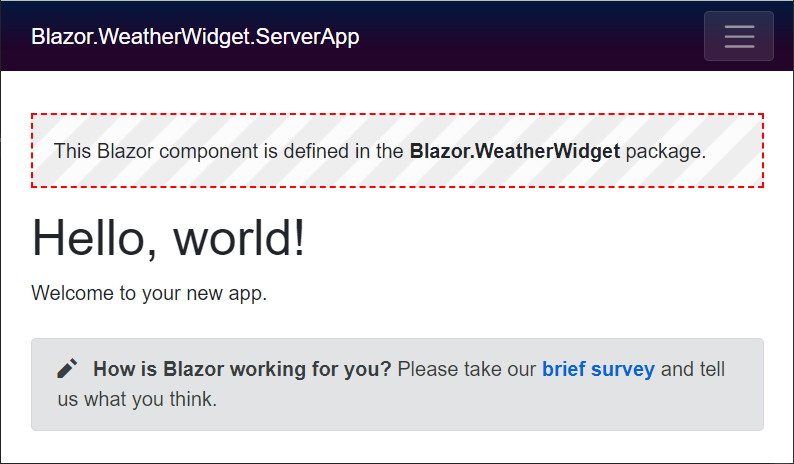 Blazor.WeatherWidget.ServerApp
This Blazor component is defined in the Blazor.WeatherWidget package.
Hello, world!
Welcome to your new app.
How is Blazor working for you? Please take our brief survey and tell
us what you think.